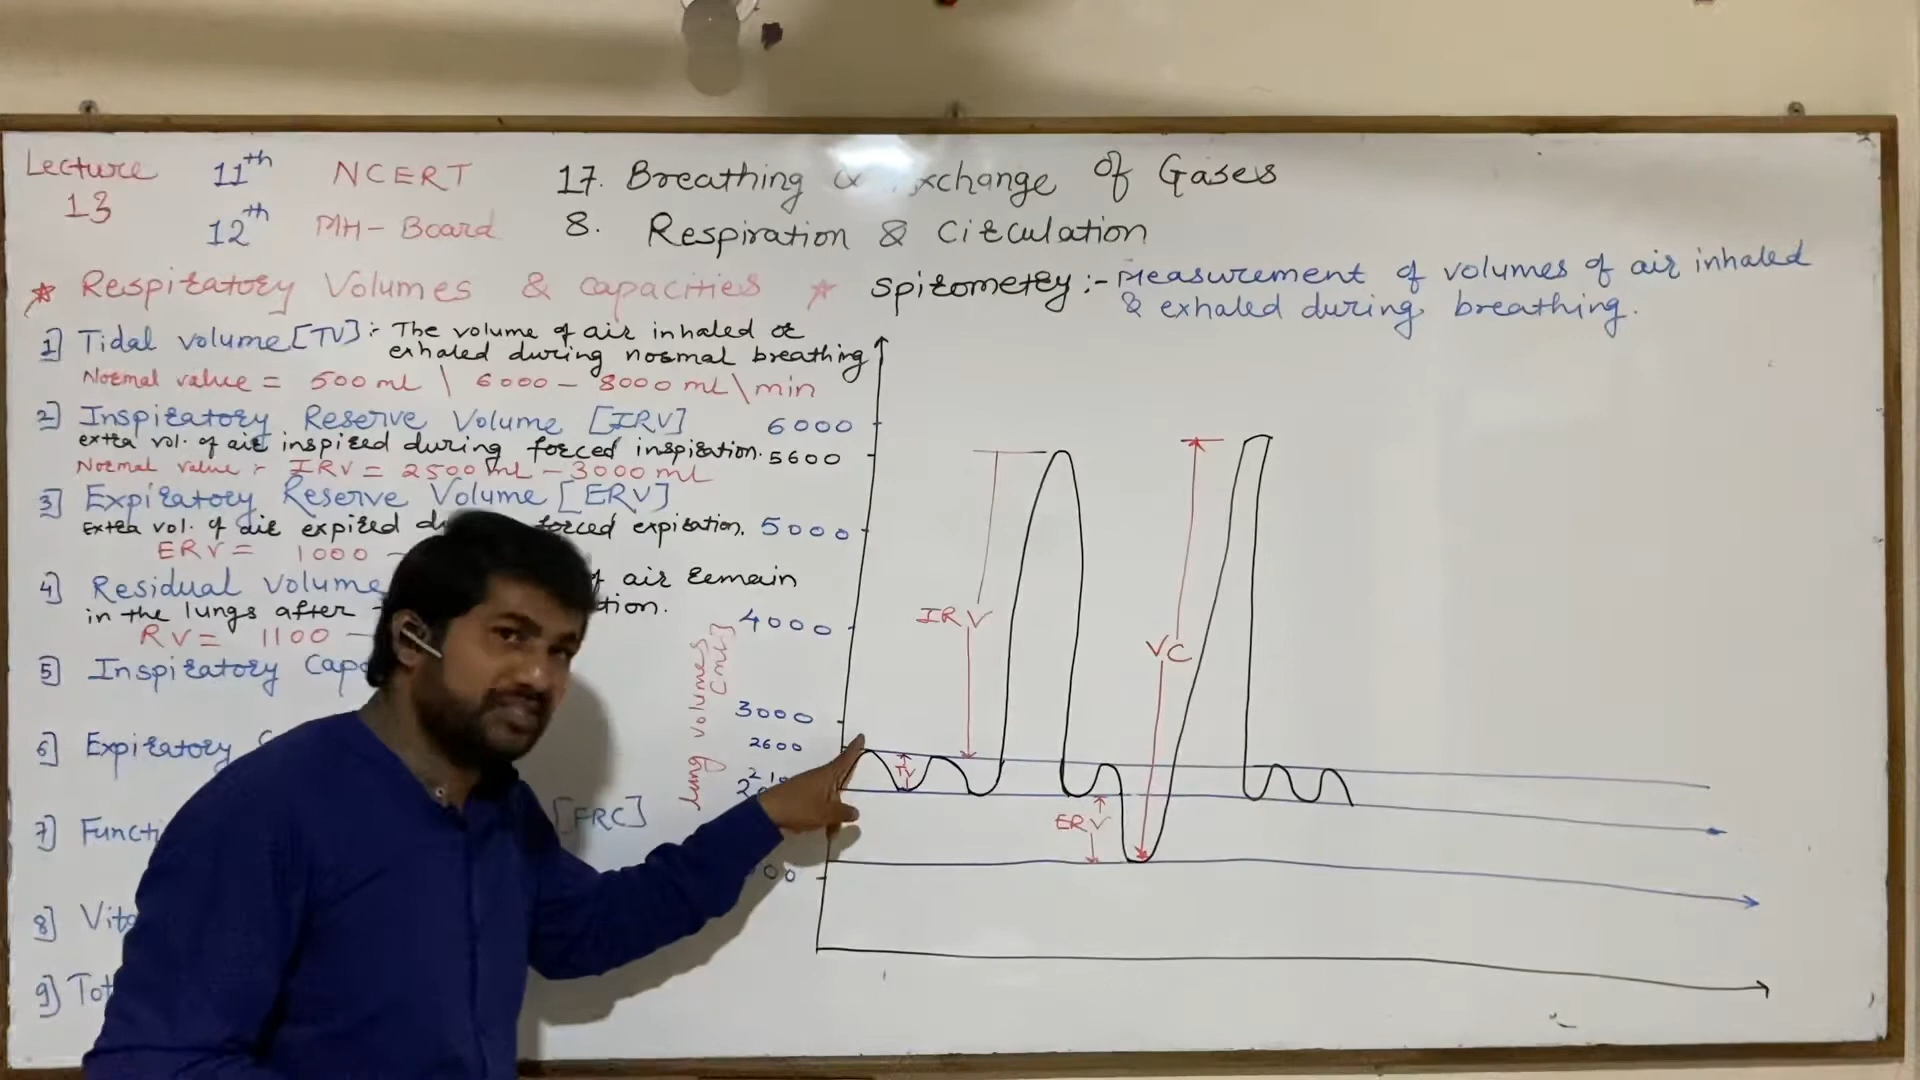 Lecture 13
11th NCERT 17. Breathing & xchange of Gases
12th MH-Board 8. Respiration & Circulation
* Respiratory Volumes & capacities *
spirometry :- Measurement of volumes of air inhaled
& exhaled during breathing.
1] Tidal volume [TV] :- The volume of air inhaled or
exhaled during normal breathing
Normal value = 500 ml \ 6000 - 8000 ml\min
2] Inspiratory Reserve Volume [IRV]
extra vol. of air inspired during forced inspiration.
Normal value :- IRV = 2500 ml - 3000 ml
3] Expiratory Reserve Volume [ERV]
Extra vol. of air expired forced expiration.
ERV = 1000 -
4] Residual volume of air remain
in the lungs after
RV = 1100 -
5] Inspiratory Cap
6] Expiratory
7] Functi [FRC]
8] Vit
9] Tot
6000
5600
5000
4000
3000
2600
lung volumes [ml]
IRV
VC
TV
ERV